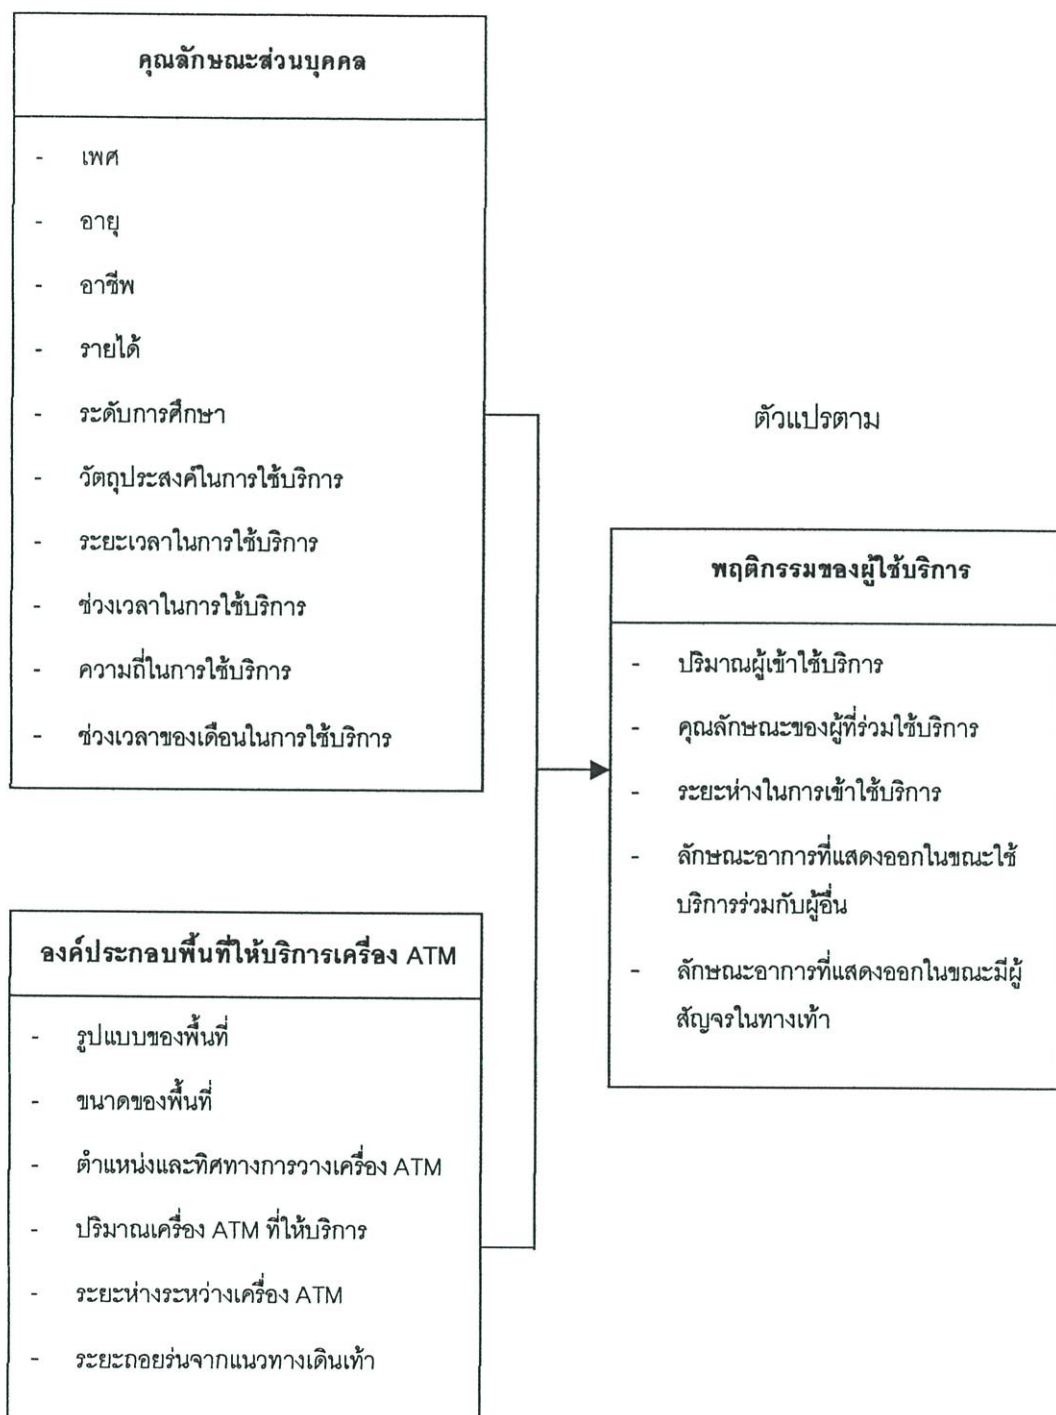 คุณลักษณะส่วนบุคคล
- เพศ
- อายุ
- อาชีพ
- รายได้
- ระดับการศึกษา
- วัตถุประสงค์ในการใช้บริการ
- ระยะเวลาในการใช้บริการ
- ช่วงเวลาในการใช้บริการ
- ความถี่ในการใช้บริการ
- ช่วงเวลาของเดือนในการใช้บริการ
องค์ประกอบพื้นที่ให้บริการเครื่อง ATM
- รูปแบบของพื้นที่
- ขนาดของพื้นที่
- ตำแหน่งและทิศทางการวางเครื่อง ATM
- ปริมาณเครื่อง ATM ที่ให้บริการ
- ระยะห่างระหว่างเครื่อง ATM
- ระยะถอยร่นจากแนวทางเดินเท้า
ตัวแปรตาม
พฤติกรรมของผู้ใช้บริการ
- ปริมาณผู้เข้าใช้บริการ
- คุณลักษณะของผู้ที่ร่วมใช้บริการ
- ระยะห่างในการเข้าใช้บริการ
- ลักษณะอาการที่แสดงออกในขณะใช้
บริการร่วมกับผู้อื่น
- ลักษณะอาการที่แสดงออกในขณะมีผู้
สัญจรในทางเท้า